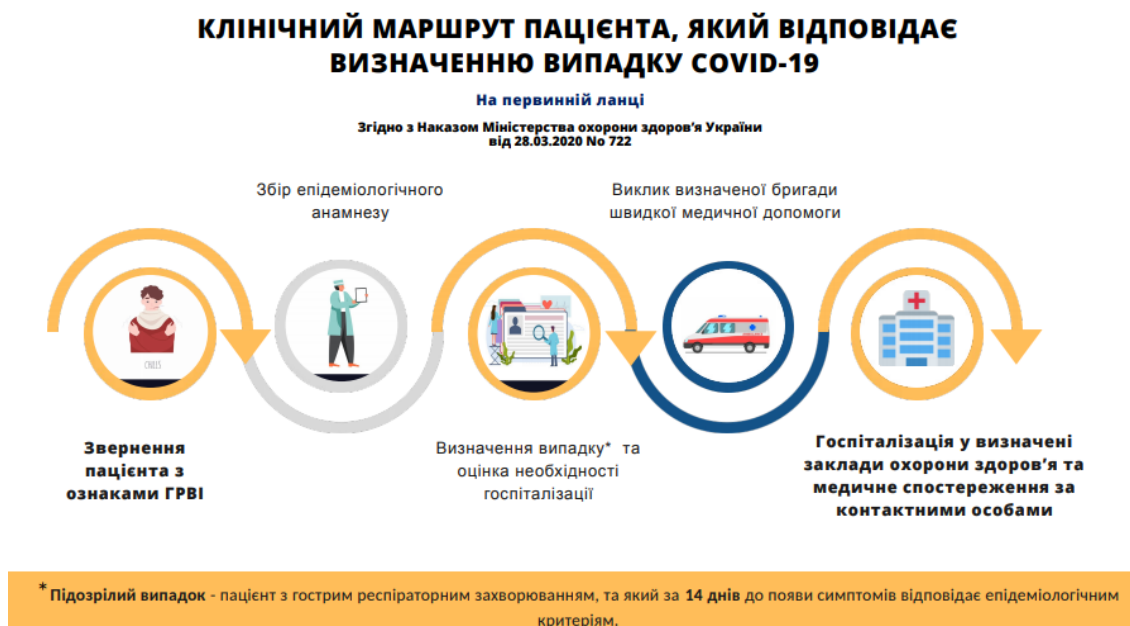 КЛІНІЧНИЙ МАРШРУТ ПАЦІЄНТА, ЯКИЙ ВІДПОВІДАЄ
ВИЗНАЧЕННЮ ВИПАДКУ COVID-19
На первинній ланці
Згідно з Наказом Міністерства охорони здоров'я України
від 28.03.2020 No 722
Збір епідеміологічного
анамнезу
Виклик визначеної бригади
швидкої медичної допомоги
Звернення
пацієнта з
ознаками ГРВІ
Визначення випадку* та
оцінка необхідності
госпіталізації
Госпіталізація у визначені
заклади охорони здоров'я та
медичне спостереження за
контактними особами
* Підозрілий випадок - пацієнт з гострим респіраторним захворюванням, та який за 14 днів до появи симптомів відповідає епідеміологічним
критеріям.